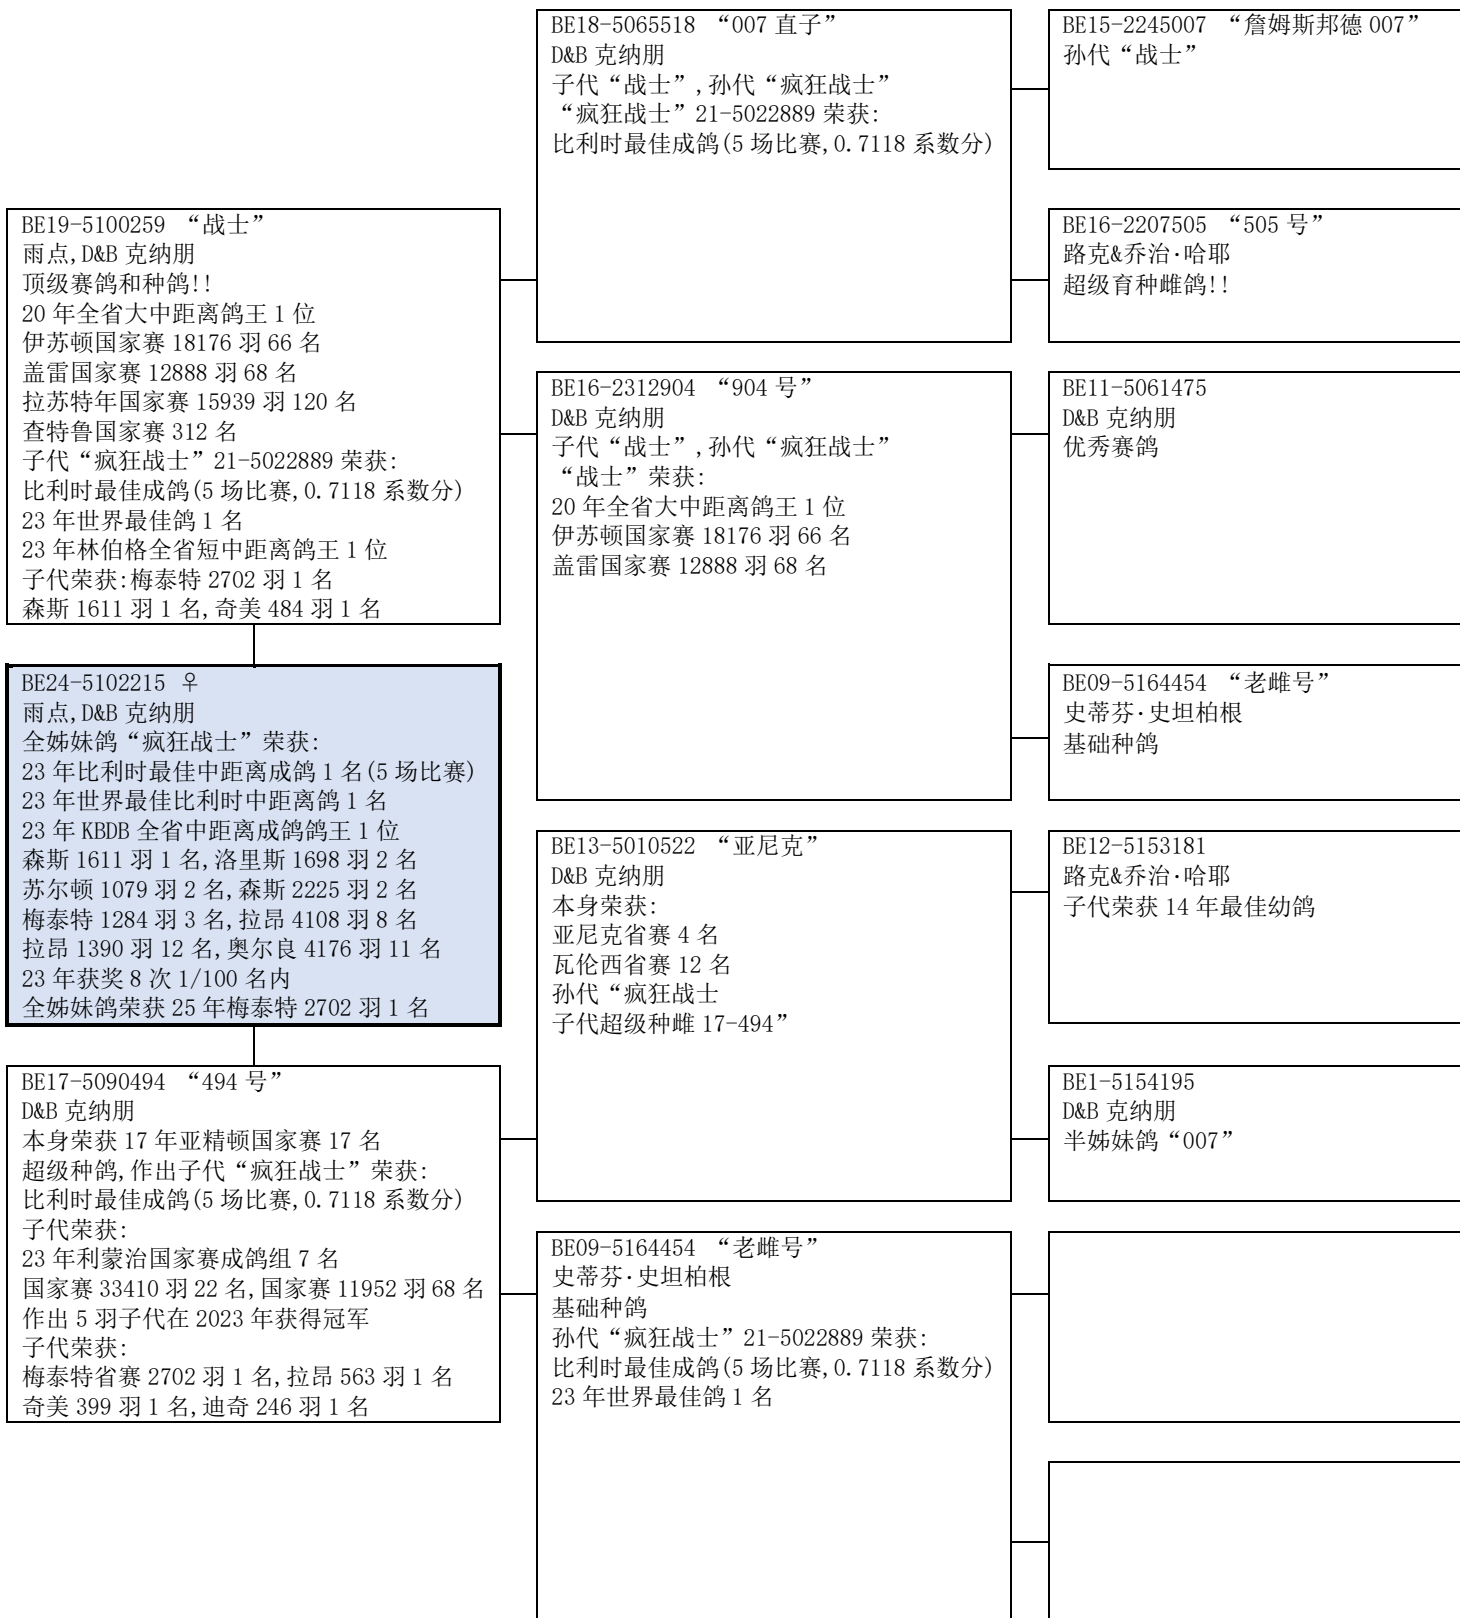 BE19-5100259 “战士”
雨点,D&B 克纳朋
顶级赛鸽和种鸽!!
20 年全省大中距离鸽王 1 位
伊苏顿国家赛 18176 羽 66 名
盖雷国家赛 12888 羽 68 名
拉苏特年国家赛 15939 羽 120 名
查特鲁国家赛 312 名
子代“疯狂战士”21-5022889 荣获:
比利时最佳成鸽(5 场比赛,0.7118 系数分)
23 年世界最佳鸽 1 名
23 年林伯格全省短中距离鸽王 1 位
子代荣获:梅泰特 2702 羽 1 名
森斯 1611 羽 1 名,奇美 484 羽 1 名
BE24-5102215 ♀
雨点,D&B 克纳朋
全姊妹鸽“疯狂战士”荣获:
23 年比利时最佳中距离成鸽 1 名(5 场比赛)
23 年世界最佳比利时中距离鸽 1 名
23 年 KBDB 全省中距离成鸽鸽王 1 位
森斯 1611 羽 1 名,洛里斯 1698 羽 2 名
苏尔顿 1079 羽 2 名,森斯 2225 羽 2 名
梅泰特 1284 羽 3 名,拉昂 4108 羽 8 名
拉昂 1390 羽 12 名,奥尔良 4176 羽 11 名
23 年获奖 8 次 1/100 名内
全姊妹鸽荣获 25 年梅泰特 2702 羽 1 名
BE17-5090494 “494 号”
D&B 克纳朋
本身荣获 17 年亚精顿国家赛 17 名
超级种鸽,作出子代“疯狂战士”荣获:
比利时最佳成鸽(5 场比赛,0.7118 系数分)
子代荣获:
23 年利蒙治国家赛成鸽组 7 名
国家赛 33410 羽 22 名,国家赛 11952 羽 68 名
作出 5 羽子代在 2023 年获得冠军
子代荣获:
梅泰特省赛 2702 羽 1 名,拉昂 563 羽 1 名
奇美 399 羽 1 名,迪奇 246 羽 1 名
BE18-5065518 “007 直子”
D&B 克纳朋
子代“战士”,孙代“疯狂战士”
“疯狂战士”21-5022889 荣获:
比利时最佳成鸽(5 场比赛,0.7118 系数分)
BE16-2312904 “904 号”
D&B 克纳朋
子代“战士”,孙代“疯狂战士”
“战士”荣获:
20 年全省大中距离鸽王 1 位
伊苏顿国家赛 18176 羽 66 名
盖雷国家赛 12888 羽 68 名
BE13-5010522 “亚尼克”
D&B 克纳朋
本身荣获:
亚尼克省赛 4 名
瓦伦西省赛 12 名
孙代“疯狂战士
子代超级种雌 17-494”
BE09-5164454 “老雌号”
史蒂芬·史坦柏根
基础种鸽
孙代“疯狂战士”21-5022889 荣获:
比利时最佳成鸽(5 场比赛,0.7118 系数分)
23 年世界最佳鸽 1 名
BE15-2245007 “詹姆斯邦德 007”
孙代“战士”
BE16-2207505 “505 号”
路克&乔治·哈耶
超级育种雌鸽!!
BE11-5061475
D&B 克纳朋
优秀赛鸽
BE09-5164454 “老雌号”
史蒂芬·史坦柏根
基础种鸽
BE12-5153181
路克&乔治·哈耶
子代荣获 14 年最佳幼鸽
BE1-5154195
D&B 克纳朋
半姊妹鸽“007”